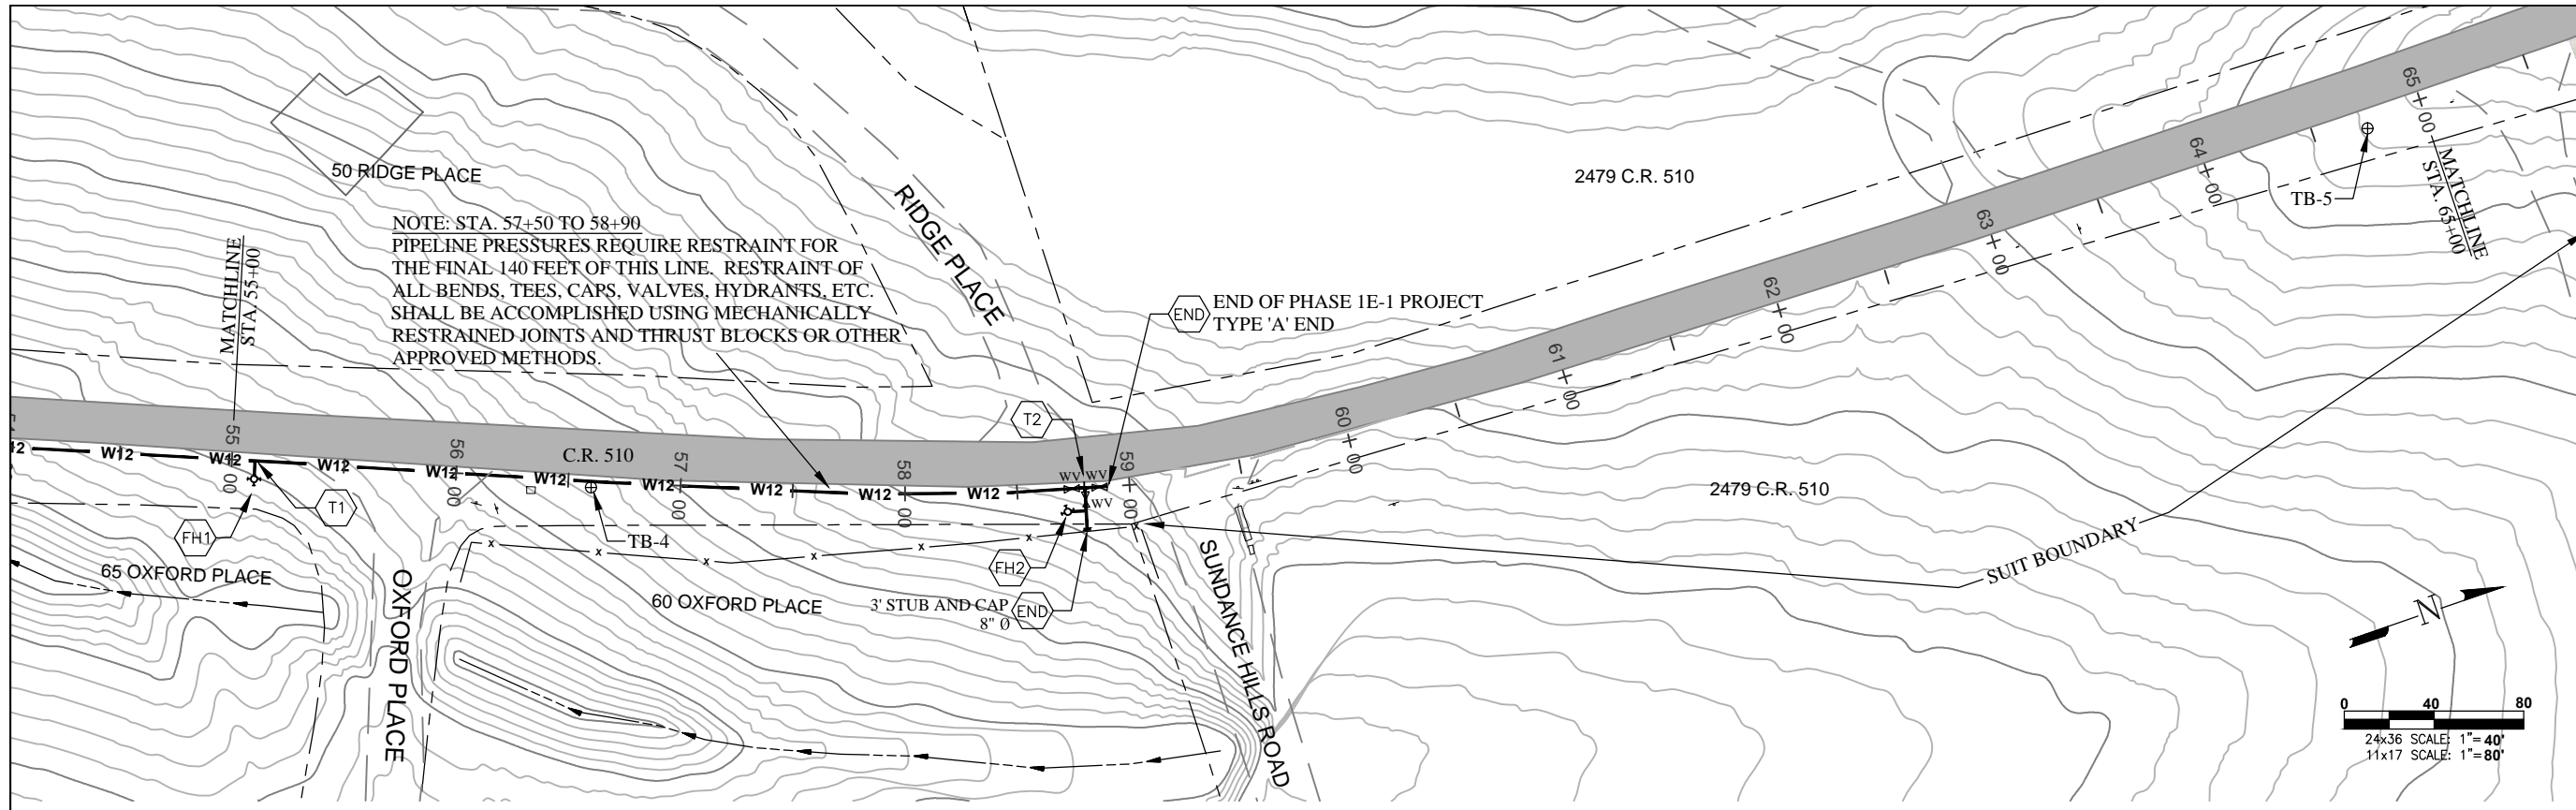 50 RIDGE PLACE
NOTE: STA. 57+50 TO 58+90
PIPELINE PRESSURES REQUIRE RESTRAINT FOR
THE FINAL 140 FEET OF THIS LINE. RESTRAINT OF
ALL BENDS, TEES, CAPS, VALVES, HYDRANTS, ETC.
SHALL BE ACCOMPLISHED USING MECHANICALLY
RESTRAINED JOINTS AND THRUST BLOCKS OR OTHER
APPROVED METHODS.
MATCHLINE
STA. 55+00
RIDGE PLACE
2479 C.R. 510
END
END OF PHASE 1E-1 PROJECT
TYPE 'A' END
T2
TB-5
MATCHLINE
STA. 65+00
55+00
56+00
57+00
58+00
59+00
60+00
61+00
62+00
63+00
64+00
65+00
C.R. 510
12
W12
W12
W12
W12
W12
W12
W12
W12
W12
WV
WV
WV
T1
FH1
TB-4
FH2
65 OXFORD PLACE
OXFORD PLACE
60 OXFORD PLACE
3' STUB AND CAP
8" Ø
END
SUNDANCE HILLS ROAD
2479 C.R. 510
SUIT BOUNDARY
N
0 40 80
24x36 SCALE: 1"=40'
11x17 SCALE: 1"=80'